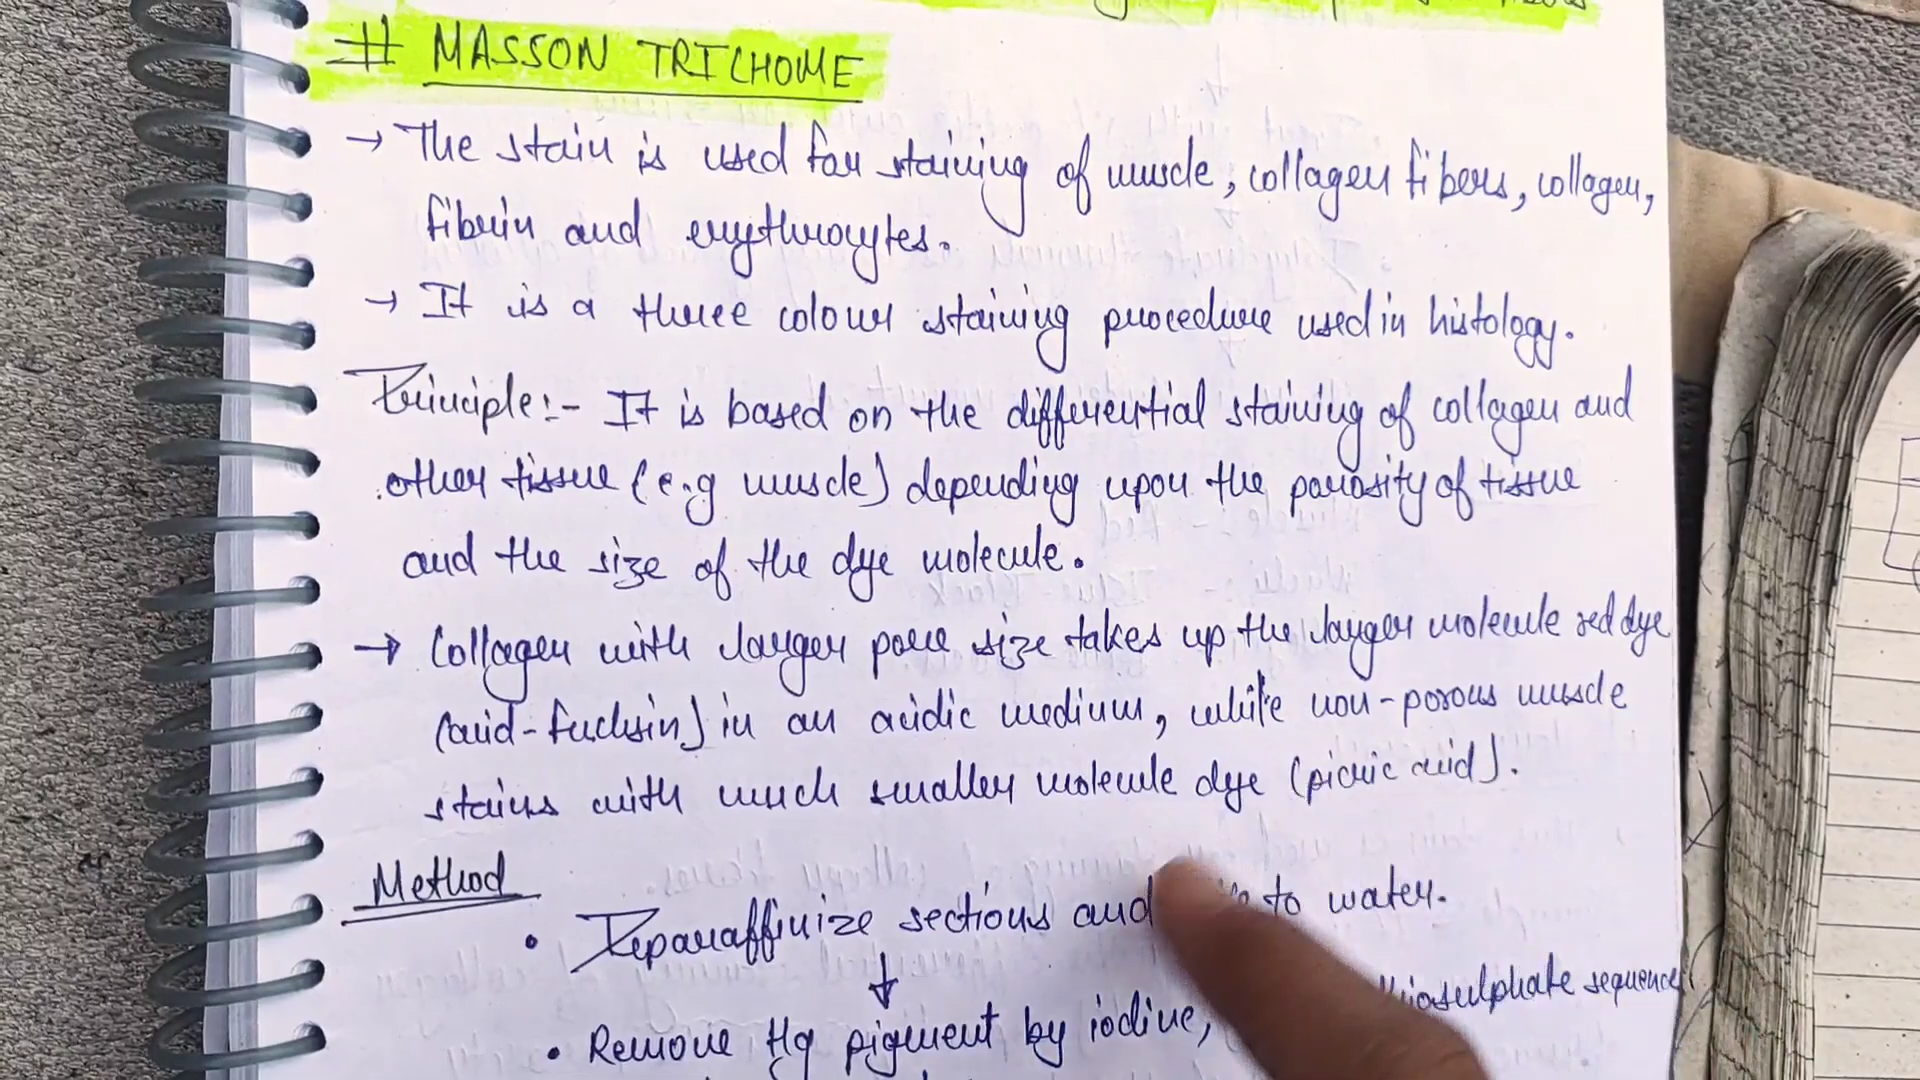 # MASSON TRICHOME
→ The stain is used for staining of muscle, collagen fibers, collagen,
fibrin and erythrocytes.
→ It is a three colour staining procedure used in histology.
Principle:- It is based on the differential staining of collagen and
other tissue (e.g muscle) depending upon the porosity of tissue
and the size of the dye molecule.
→ Collagen with larger pore size takes up the larger molecule red dye
(acid-fuchsin) in an acidic medium, while non-porous muscle
stains with much smaller molecule dye (picric acid).
Method
• Deparaffinize sections and to water.
↓
• Remove Hg pigment by iodine, thiosulphate sequence